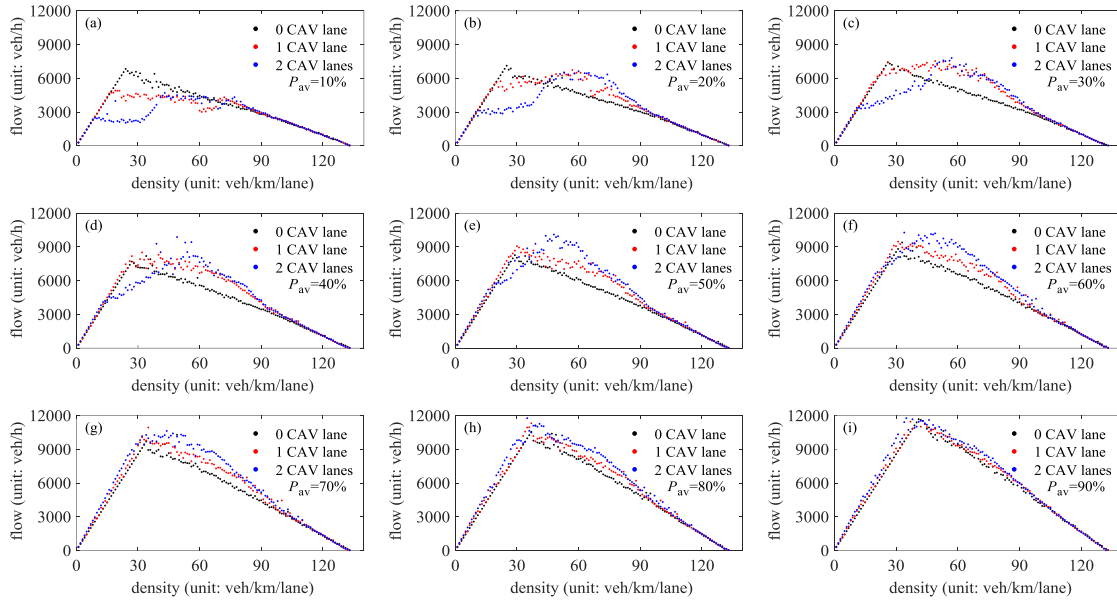 (a)
0 CAV lane
1 CAV lane
2 CAV lanes
Pav=10%
12000
9000
6000
3000
0
flow (unit: veh/h)
0 30 60 90 120
density (unit: veh/km/lane)
(b)
0 CAV lane
1 CAV lane
2 CAV lanes
Pav=20%
12000
9000
6000
3000
0
flow (unit: veh/h)
0 30 60 90 120
density (unit: veh/km/lane)
(c)
0 CAV lane
1 CAV lane
2 CAV lanes
Pav=30%
12000
9000
6000
3000
0
flow (unit: veh/h)
0 30 60 90 120
density (unit: veh/km/lane)
(d)
0 CAV lane
1 CAV lane
2 CAV lanes
Pav=40%
12000
9000
6000
3000
0
flow (unit: veh/h)
0 30 60 90 120
density (unit: veh/km/lane)
(e)
0 CAV lane
1 CAV lane
2 CAV lanes
Pav=50%
12000
9000
6000
3000
0
flow (unit: veh/h)
0 30 60 90 120
density (unit: veh/km/lane)
(f)
0 CAV lane
1 CAV lane
2 CAV lanes
Pav=60%
12000
9000
6000
3000
0
flow (unit: veh/h)
0 30 60 90 120
density (unit: veh/km/lane)
(g)
0 CAV lane
1 CAV lane
2 CAV lanes
Pav=70%
12000
9000
6000
3000
0
flow (unit: veh/h)
0 30 60 90 120
density (unit: veh/km/lane)
(h)
0 CAV lane
1 CAV lane
2 CAV lanes
Pav=80%
12000
9000
6000
3000
0
flow (unit: veh/h)
0 30 60 90 120
density (unit: veh/km/lane)
(i)
0 CAV lane
1 CAV lane
2 CAV lanes
Pav=90%
12000
9000
6000
3000
0
flow (unit: veh/h)
0 30 60 90 120
density (unit: veh/km/lane)